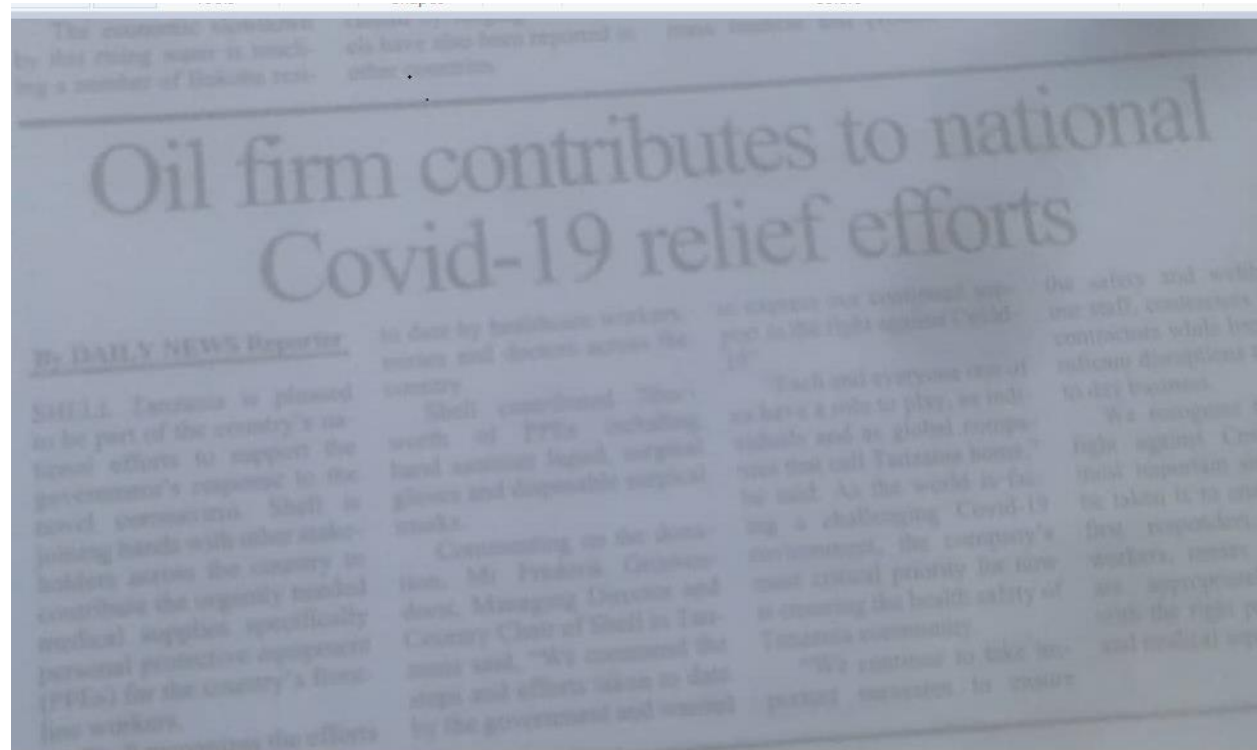 The economic slowdown
by this rising water is
ing a number of
els have also been reported in
other countries.
Oil firm contributes to national
Covid-19 relief efforts
By DAILY NEWS Reporter
SHELL Tanzania is pleased
to be part of the country's na-
tional efforts to support the
government's response to the
novel coronavirus. Shell is
joining hands with other stake-
holders across the country to
contribute the urgently needed
medical supplies specifically
personal protective equipment
(PPEs) for the country's front-
line workers.
the efforts
to date by healthcare workers,
nurses and doctors across the
country.
Shell contributed
worth of PPEs including
hand sanitizer liquid, surgical
gloves and disposable surgical
masks.
Commenting on the dona-
tion, Mr Frederik
Managing Director and
Country Chair of Shell in Tan-
zania said, "We commend the
steps and efforts taken to date
by the government and
to express our continued sup-
port in the fight against Covid-
19".
"Each and everyone one of
us have a role to play, as indi-
viduals and as global compa-
nies that call Tanzania home,"
he said. As the world is fac-
ing a challenging Covid-19
environment, the company's
most critical priority for now
is ensuring the health safety of
Tanzania community.
"We continue to take im-
portant measures to ensure
the safety and
our staff, contractors
contractors while
disruptions
to day business.
We recognise
fight against
most important
be taken is to
first responders
workers, nurses
are appropriate
with the right
and medical